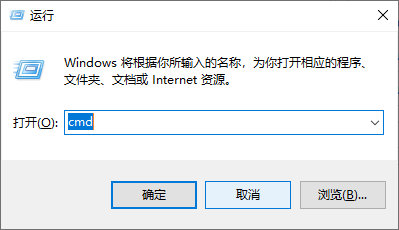 运行
Windows 将根据你所输入的名称，为你打开相应的程序、
文件夹、文档或 Internet 资源。
打开(O): cmd
确定 取消 浏览(B)...